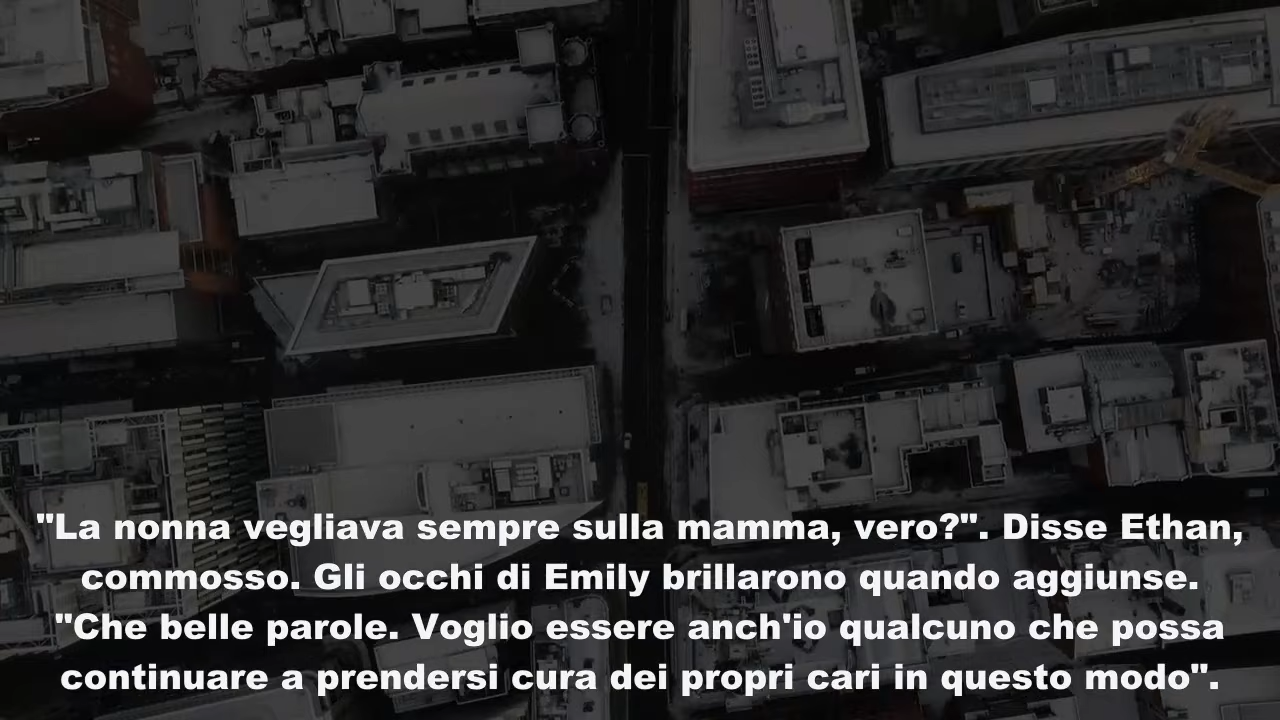 "La nonna vegliava sempre sulla mamma, vero?". Disse Ethan,
commosso. Gli occhi di Emily brillarono quando aggiunse.
"Che belle parole. Voglio essere anch'io qualcuno che possa
continuare a prendersi cura dei propri cari in questo modo".